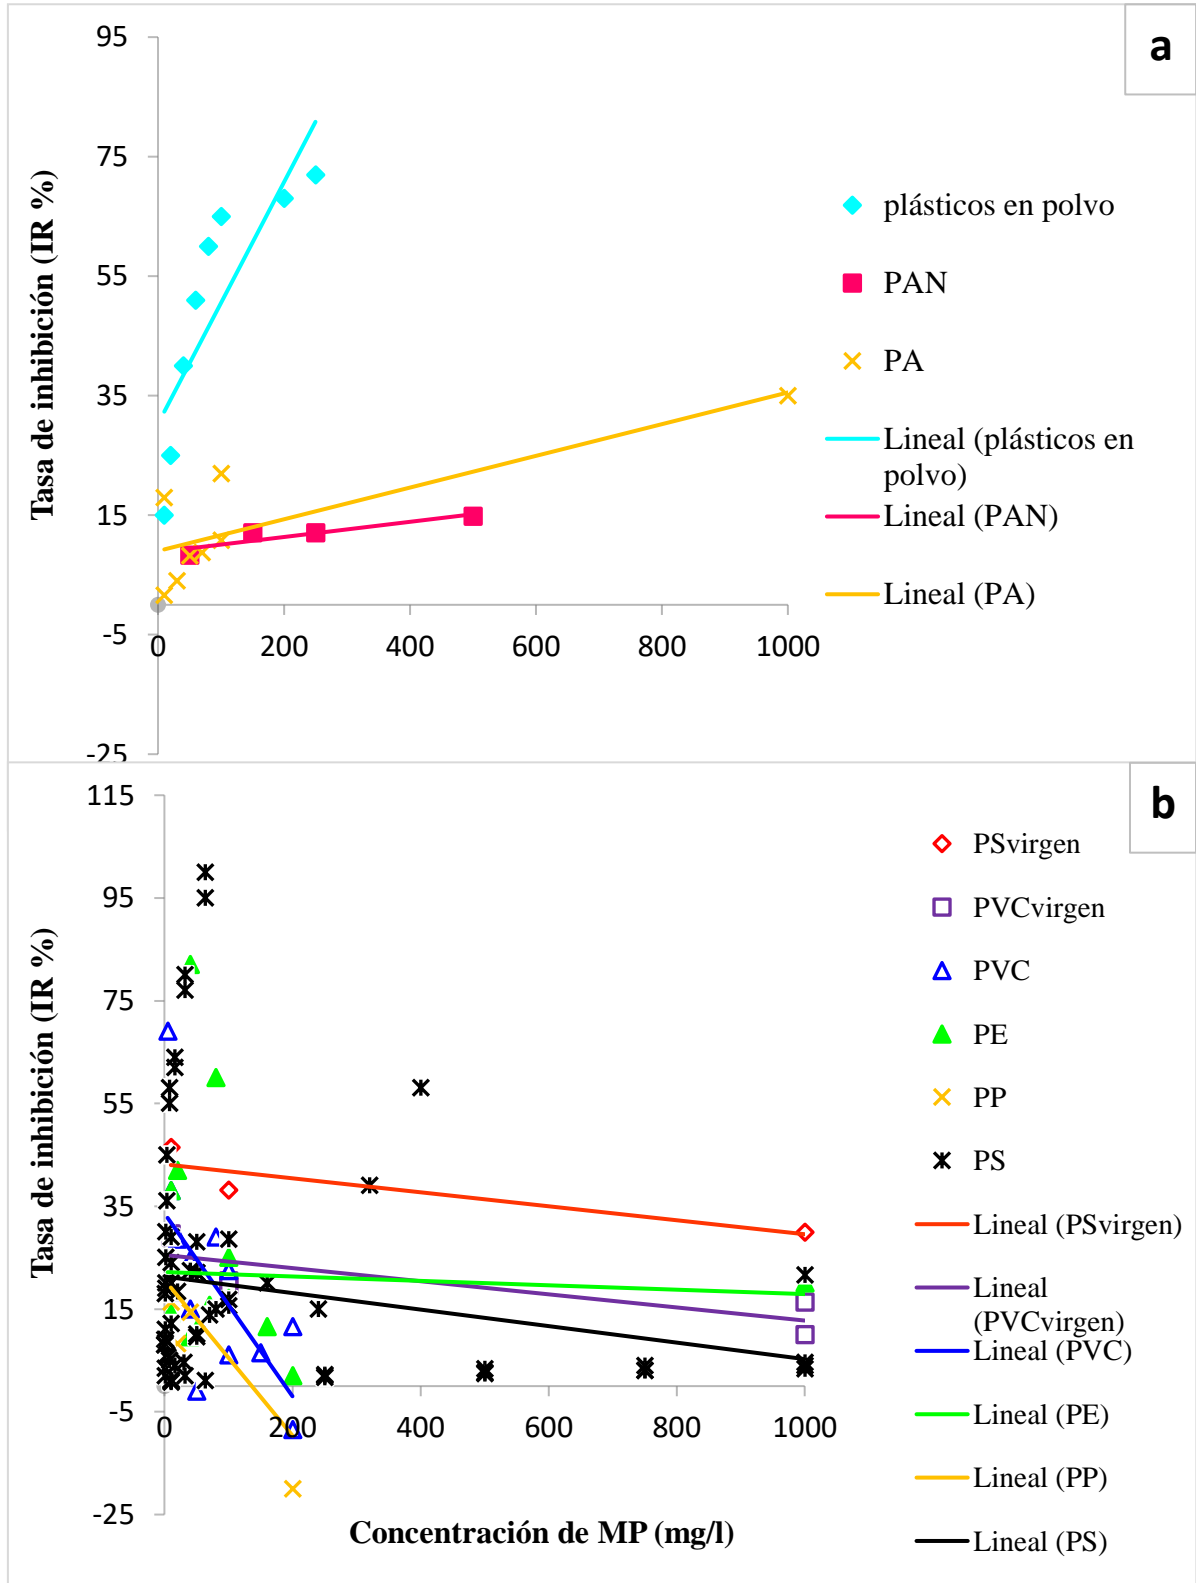 a
95
75
55
35
15
-5
-25
Tasa de inhibición (IR %)
0
200
400
600
800
1000
plásticos en polvo
PAN
PA
Lineal (plásticos en
polvo)
Lineal (PAN)
Lineal (PA)
b
115
95
75
55
35
15
-5
-25
Tasa de inhibición (IR %)
0
200
400
600
800
1000
Concentración de MP (mg/l)
PSvirgen
PVCvirgen
PVC
PE
PP
PS
Lineal (PSvirgen)
Lineal
(PVCvirgen)
Lineal (PVC)
Lineal (PE)
Lineal (PP)
Lineal (PS)